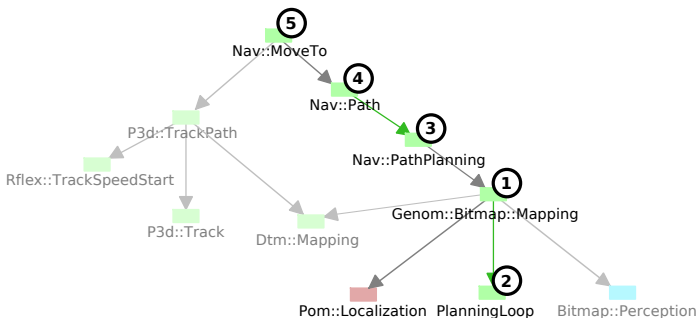 5
Nav::MoveTo
4
Nav::Path
P3d::TrackPath
3
Nav::PathPlanning
Rflex::TrackSpeedStart
1
Genom::Bitmap::Mapping
P3d::Track
Dtm::Mapping
2
Pom::Localization
PlanningLoop
Bitmap::Perception